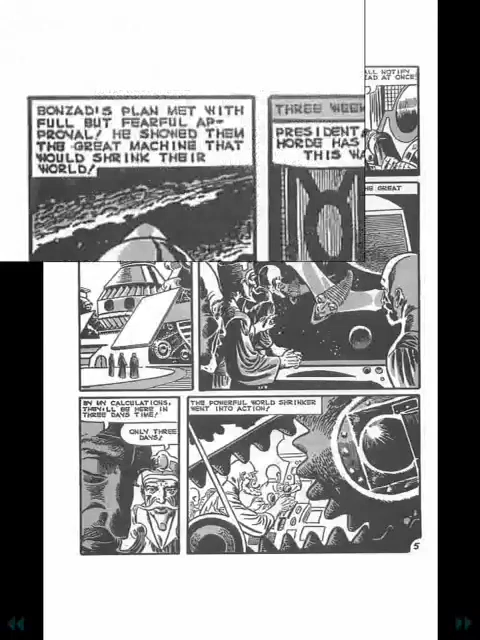 BONZADI'S PLAN MET WITH
FULL BUT FEARFUL AP-
PROVAL! HE SHOWED THEM
THE GREAT MACHINE THAT
WOULD SHRINK THEIR
WORLD!
THREE WEEK
PRESIDENT
HORDE HAS
THIS WA
ALL NOTIFY
EAD AT ONCE!
HE GREAT
BY MY CALCULATIONS,
THEY'LL BE HERE IN
THREE DAYS TIME!
ONLY THREE
DAYS!
THE POWERFUL WORLD SHRINKER
WENT INTO ACTION!
5